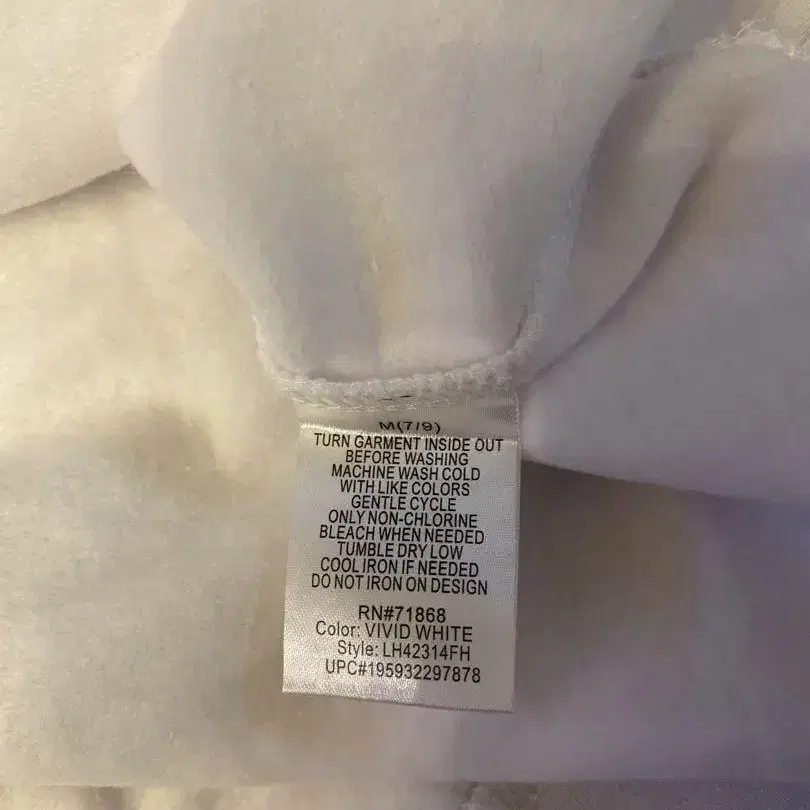 M(7/9)
TURN GARMENT INSIDE OUT
BEFORE WASHING
MACHINE WASH COLD
WITH LIKE COLORS
GENTLE CYCLE
ONLY NON-CHLORINE
BLEACH WHEN NEEDED
TUMBLE DRY LOW
COOL IRON IF NEEDED
DO NOT IRON ON DESIGN
RN#71868
Color: VIVID WHITE
Style: LH42314FH
UPC#195932297878